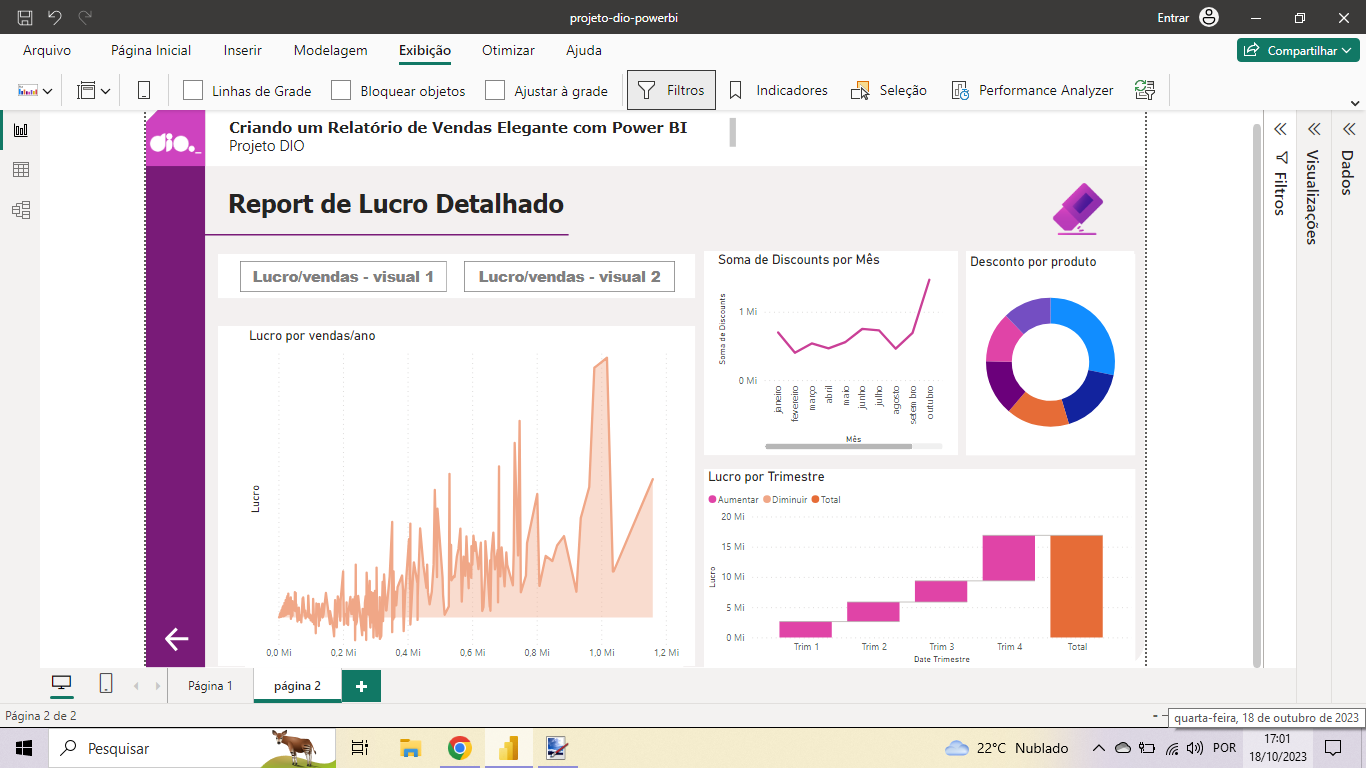 projeto-dio-powerbi
Entrar
Arquivo Página Inicial Inserir Modelagem Exibição Otimizar Ajuda
Compartilhar
Linhas de Grade Bloquear objetos Ajustar à grade Filtros Indicadores Seleção Performance Analyzer
dio._
Criando um Relatório de Vendas Elegante com Power BI
Projeto DIO
Report de Lucro Detalhado
Lucro/vendas - visual 1
Lucro/vendas - visual 2
Lucro por vendas/ano
Lucro
0,0 Mi 0,2 Mi 0,4 Mi 0,6 Mi 0,8 Mi 1,0 Mi 1,2 Mi
Soma de Discounts por Mês
Soma de Discounts
1 Mi
0 Mi
janeiro fevereiro março abril maio junho julho agosto setembro outubro
Mês
Desconto por produto
Lucro por Trimestre
Aumentar Diminuir Total
Lucro
20 Mi
15 Mi
10 Mi
5 Mi
0 Mi
Trim 1 Trim 2 Trim 3 Trim 4 Total
Date Trimestre
Filtros
Visualizações
Dados
Página 1
página 2
Página 2 de 2
quarta-feira, 18 de outubro de 2023
Pesquisar
22°C Nublado
POR
17:01
18/10/2023